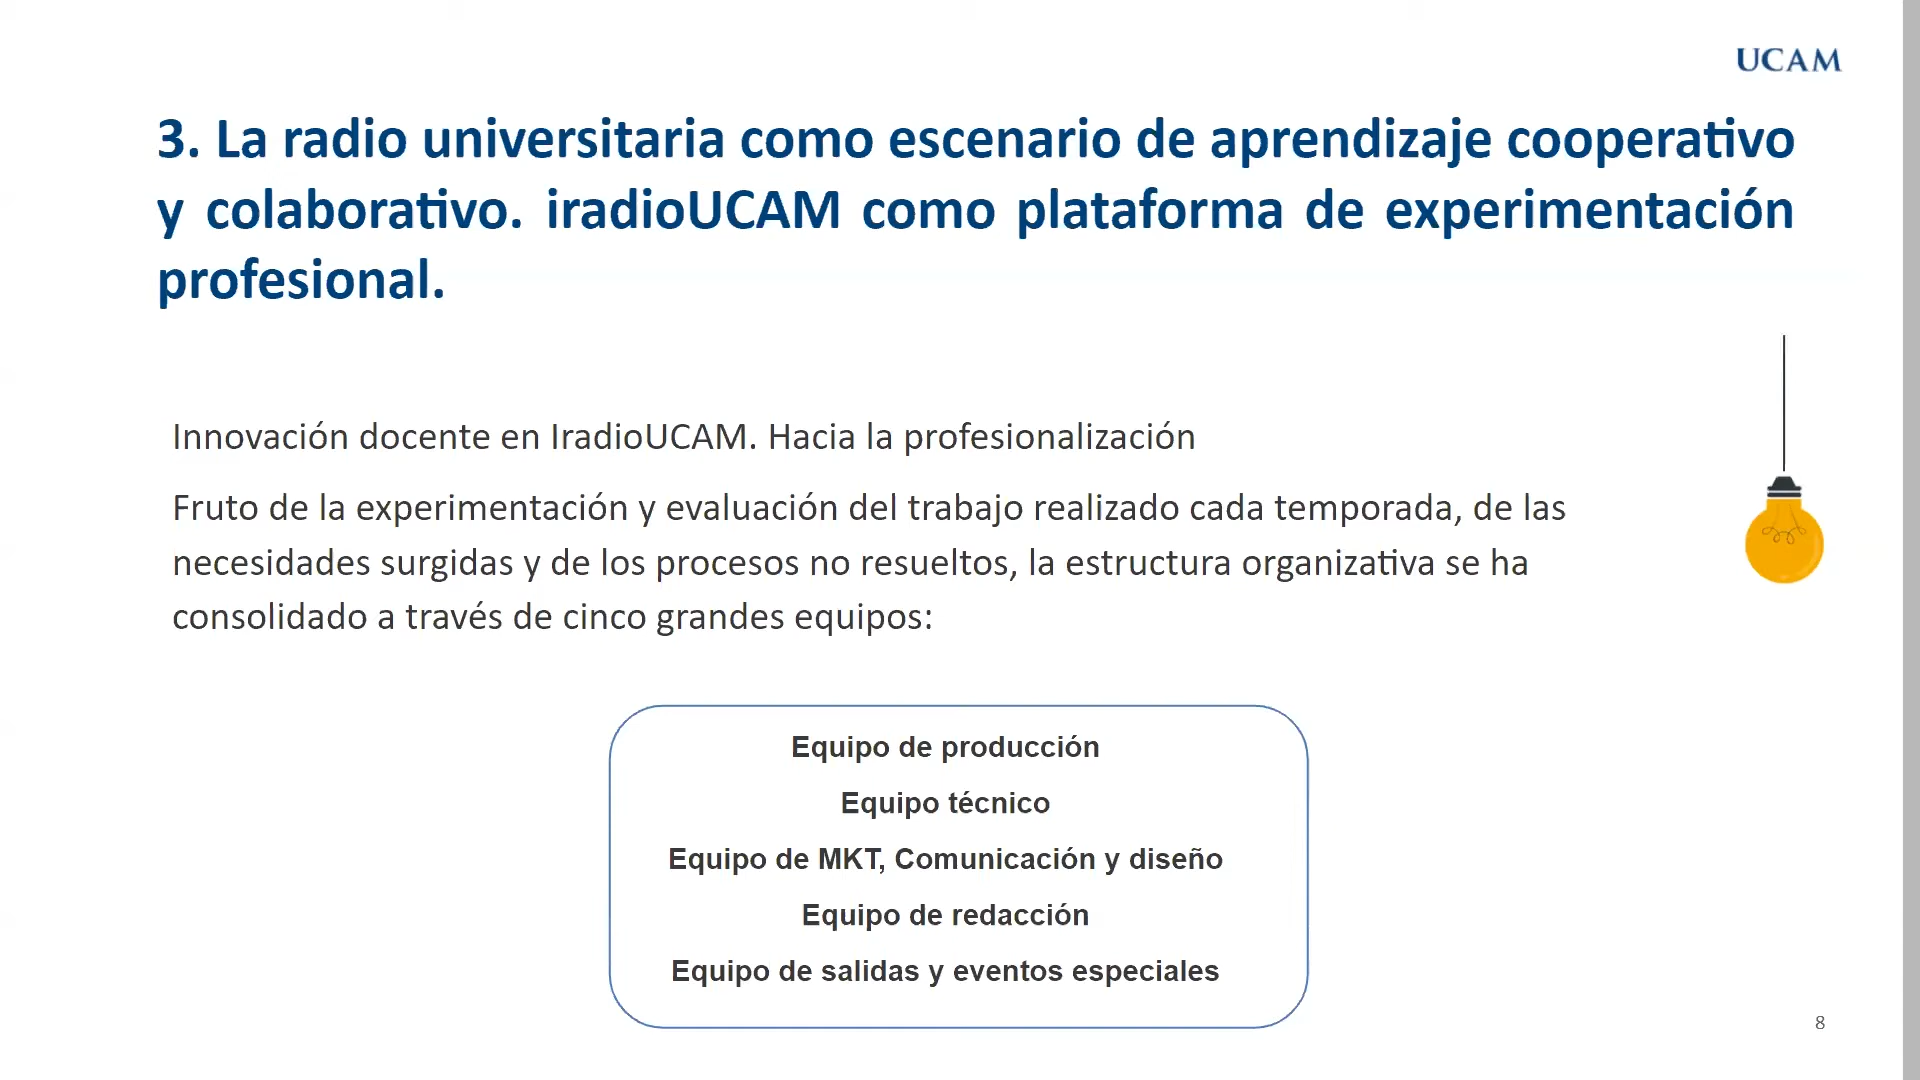 UCAM
3. La radio universitaria como escenario de aprendizaje cooperativo
y colaborativo. iradioUCAM como plataforma de experimentación
profesional.
Innovación docente en IradioUCAM. Hacia la profesionalización
Fruto de la experimentación y evaluación del trabajo realizado cada temporada, de las
necesidades surgidas y de los procesos no resueltos, la estructura organizativa se ha
consolidado a través de cinco grandes equipos:
Equipo de producción
Equipo técnico
Equipo de MKT, Comunicación y diseño
Equipo de redacción
Equipo de salidas y eventos especiales
8